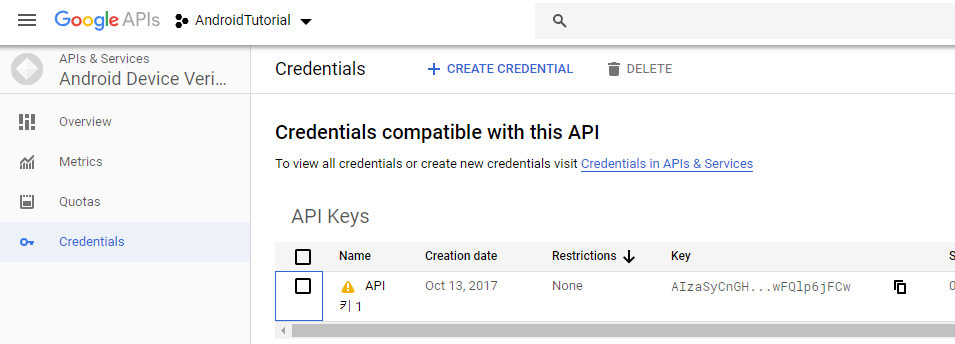 Google APIs AndroidTutorial
APIs & Services
Android Device Veri...
Credentials + CREATE CREDENTIAL DELETE
Overview
Metrics
Quotas
Credentials
Credentials compatible with this API
To view all credentials or create new credentials visit Credentials in APIs & Services
API Keys
Name Creation date Restrictions Key S
API Oct 13, 2017 None AIzaSyCnGH...wFQlp6jFCw 0
키 1